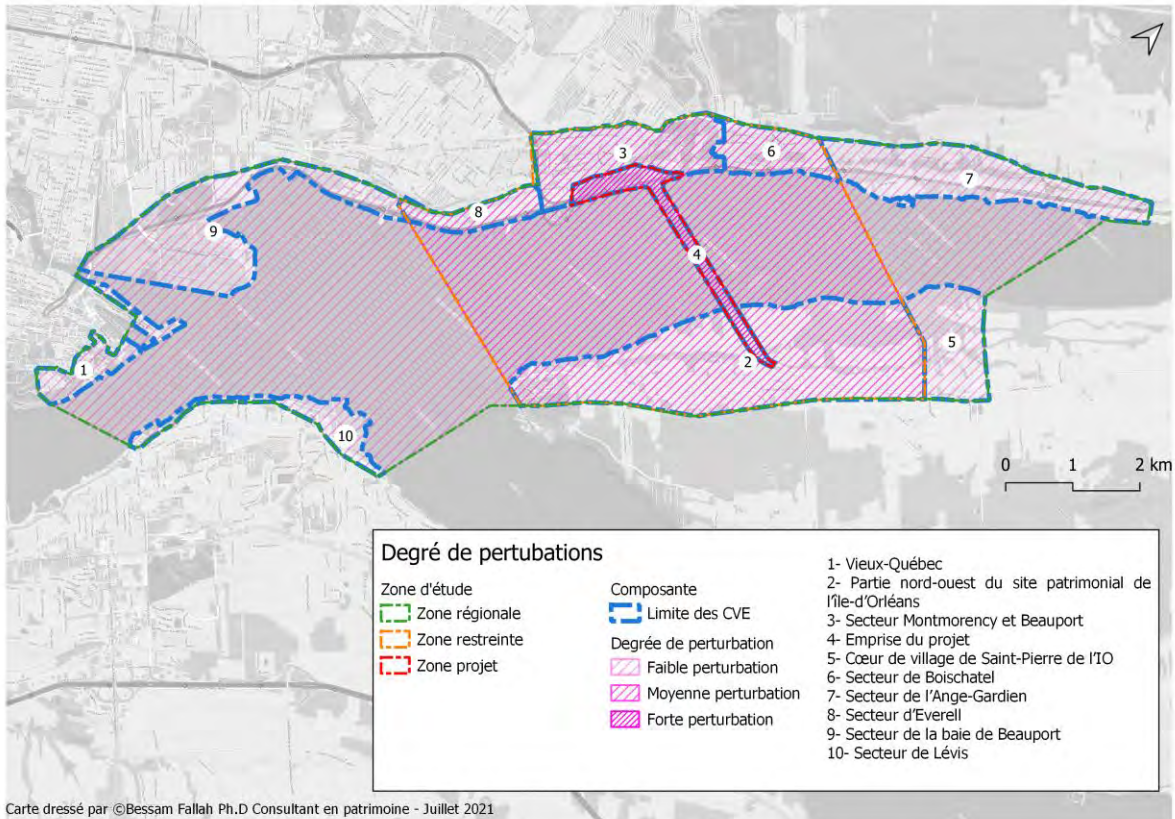 3
6
7
8
9
4
5
1
2
10
0 1 2 km
Degré de pertubations
Zone d'étude
Zone régionale
Zone restreinte
Zone projet
Composante
Limite des CVE
Degrée de perturbation
Faible perturbation
Moyenne perturbation
Forte perturbation
1- Vieux-Québec
2- Partie nord-ouest du site patrimonial de
l'île-d'Orléans
3- Secteur Montmorency et Beauport
4- Emprise du projet
5- Cœur de village de Saint-Pierre de l'IO
6- Secteur de Boischatel
7- Secteur de l'Ange-Gardien
8- Secteur d'Everell
9- Secteur de la baie de Beauport
10- Secteur de Lévis
Carte dressé par ©Bessam Fallah Ph.D Consultant en patrimoine - Juillet 2021